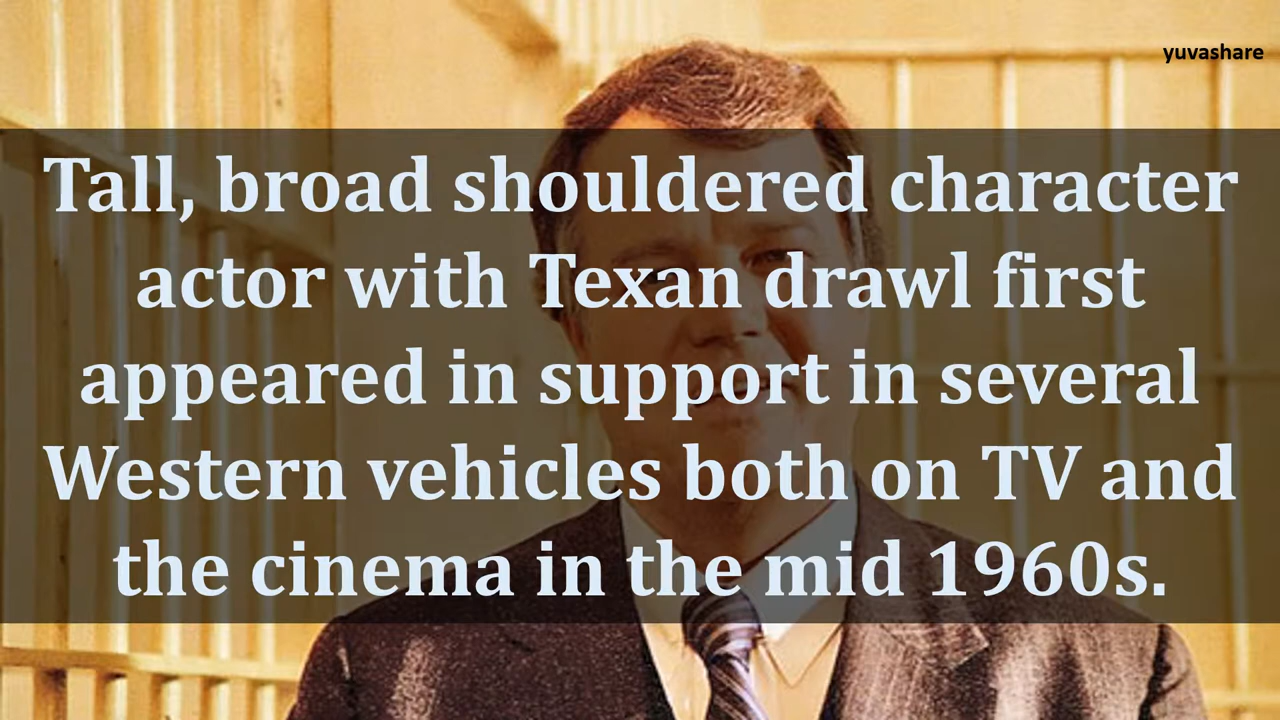 yuvashare
Tall, broad shouldered character
actor with Texan drawl first
appeared in support in several
Western vehicles both on TV and
the cinema in the mid 1960s.